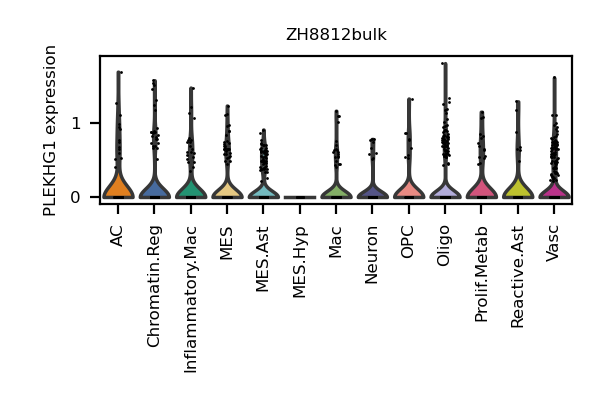 ZH8812bulk
PLEKHG1 expression
1
0
AC
Chromatin.Reg
Inflammatory.Mac
MES
MES.Ast
MES.Hyp
Mac
Neuron
OPC
Oligo
Prolif.Metab
Reactive.Ast
Vasc